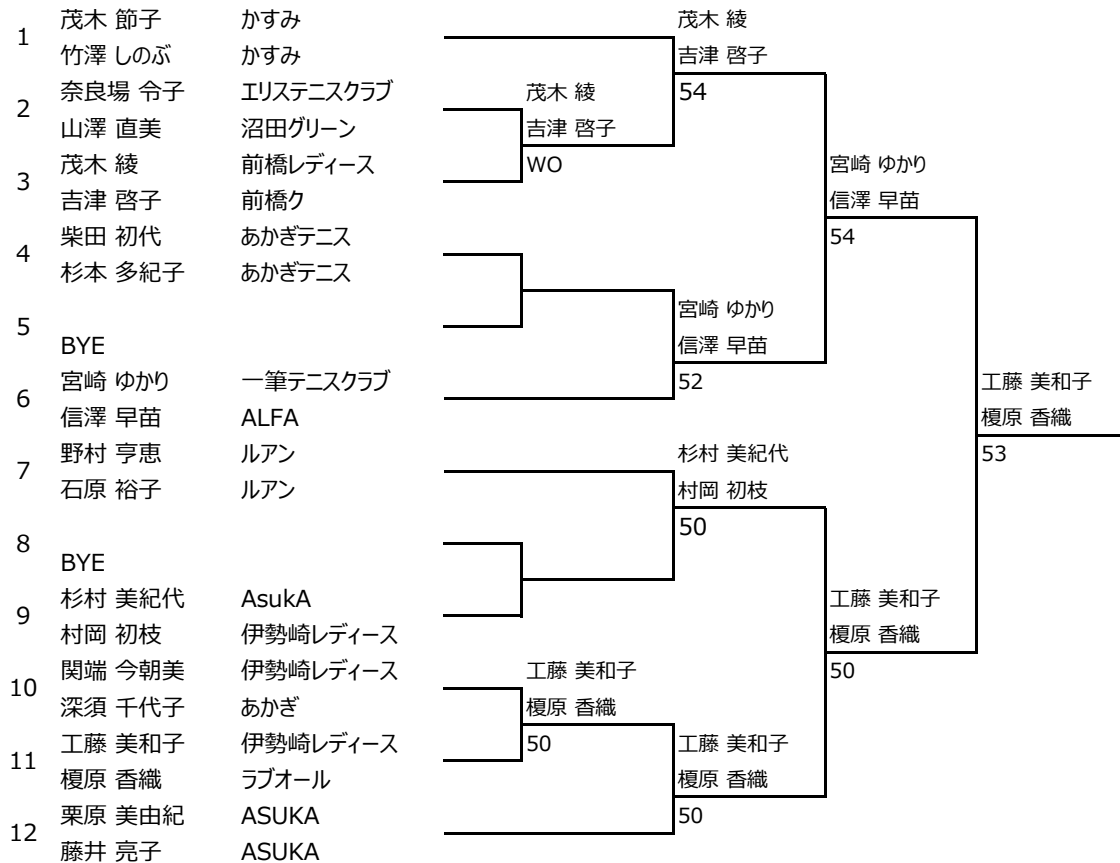 茂木 節子 かすみ 茂木 綾
1
竹澤 しのぶ かすみ 吉津 啓子
奈良場 令子 エリステニスクラブ 茂木 綾 54
2
山澤 直美 沼田グリーン 吉津 啓子
茂木 綾 前橋レディース WO 宮崎 ゆかり
3
吉津 啓子 前橋ク 信澤 早苗
柴田 初代 あかぎテニス 54
4
杉本 多紀子 あかぎテニス
宮崎 ゆかり
5
BYE 信澤 早苗
宮崎 ゆかり 一筆テニスクラブ 52 工藤 美和子
6
信澤 早苗 ALFA 榎原 香織
野村 亨恵 ルアン 杉村 美紀代 53
7
石原 裕子 ルアン 村岡 初枝
50
8
BYE
杉村 美紀代 AsukA 工藤 美和子
9
村岡 初枝 伊勢崎レディース 榎原 香織
関端 今朝美 伊勢崎レディース 工藤 美和子 50
10
深須 千代子 あかぎ 榎原 香織
工藤 美和子 伊勢崎レディース 50 工藤 美和子
11
榎原 香織 ラブオール 榎原 香織
栗原 美由紀 ASUKA 50
12
藤井 亮子 ASUKA